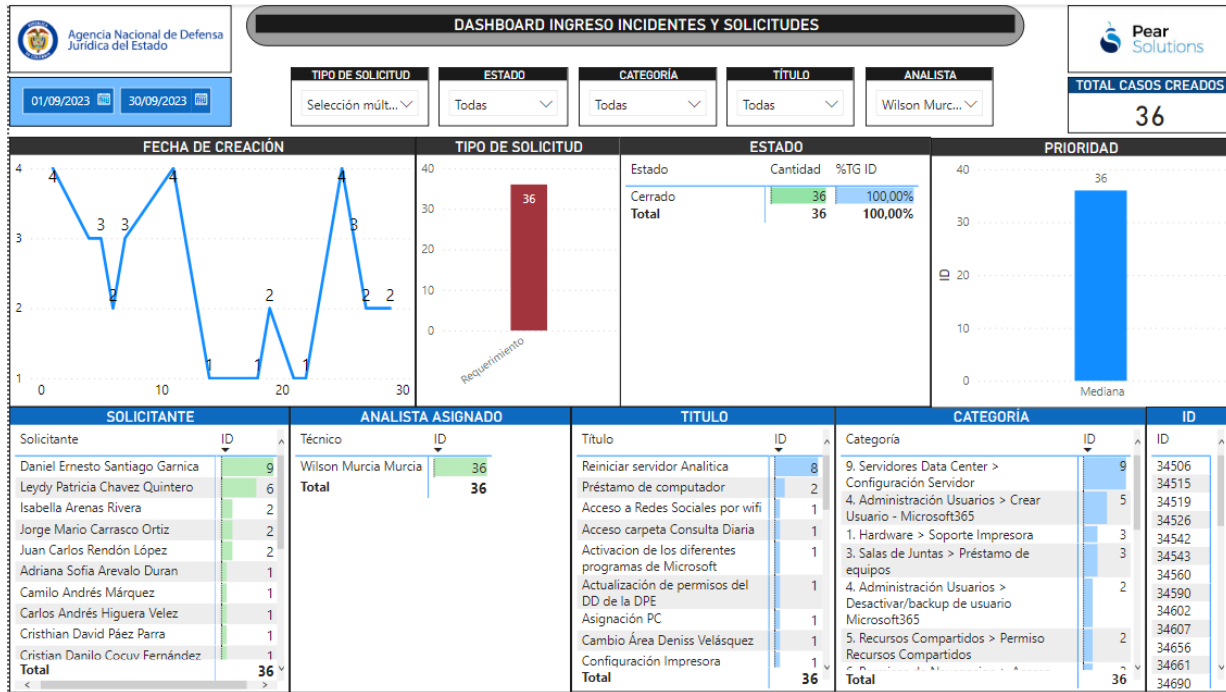 Agencia Nacional de Defensa
Jurídica del Estado
DASHBOARD INGRESO INCIDENTES Y SOLICITUDES
Pear
Solutions
01/09/2023 30/09/2023
TIPO DE SOLICITUD ESTADO CATEGORÍA TÍTULO ANALISTA
Selección múlt... Todas Todas Todas Wilson Murc...
TOTAL CASOS CREADOS
36
FECHA DE CREACIÓN
4
3
2
1
0 10 20 30
4 3 2 3 4 1 1 2 1 4 3 2 2
TIPO DE SOLICITUD
40
30
20
10
0
36
Requerimiento
ESTADO
Estado Cantidad %TG ID
Cerrado 36 100,00%
Total 36 100,00%
PRIORIDAD
40
30
20
10
0
ID
36
Mediana
SOLICITANTE
Solicitante ID
Daniel Ernesto Santiago Garnica 9
Leydy Patricia Chavez Quintero 6
Isabella Arenas Rivera 2
Jorge Mario Carrasco Ortiz 2
Juan Carlos Rendón López 2
Adriana Sofia Arevalo Duran 1
Camilo Andrés Márquez 1
Carlos Andrés Higuera Velez 1
Cristhian David Páez Parra 1
Cristian Danilo Cocuy Fernández
Total 36
ANALISTA ASIGNADO
Técnico ID
Wilson Murcia Murcia 36
Total 36
TITULO
Título ID
Reiniciar servidor Analitica 8
Préstamo de computador 2
Acceso a Redes Sociales por wifi 1
Acceso carpeta Consulta Diaria 1
Activacion de los diferentes 1
programas de Microsoft
Actualización de permisos del 1
DD de la DPE
Asignación PC 1
Cambio Área Deniss Velásquez 1
Configuración Impresora 1
Total 36
CATEGORÍA
Categoría ID
9. Servidores Data Center > 9
Configuración Servidor
4. Administración Usuarios > Crear 5
Usuario - Microsoft365
1. Hardware > Soporte Impresora 3
3. Salas de Juntas > Préstamo de 3
equipos
4. Administración Usuarios > 2
Desactivar/backup de usuario
Microsoft365
5. Recursos Compartidos > Permiso 2
Recursos Compartidos
Total 36
ID
ID
34506
34515
34519
34526
34542
34543
34560
34590
34602
34607
34656
34661
34690